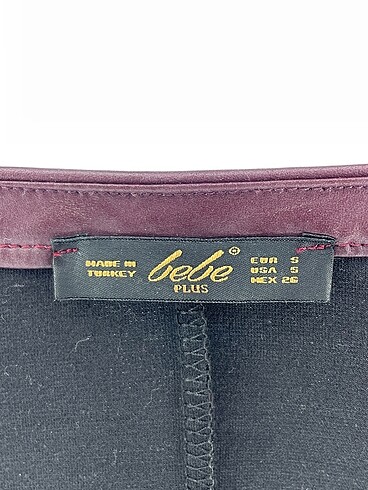 MADE IN
TURKEY
bebe
PLUS
EUR S
USA S
MEX 26